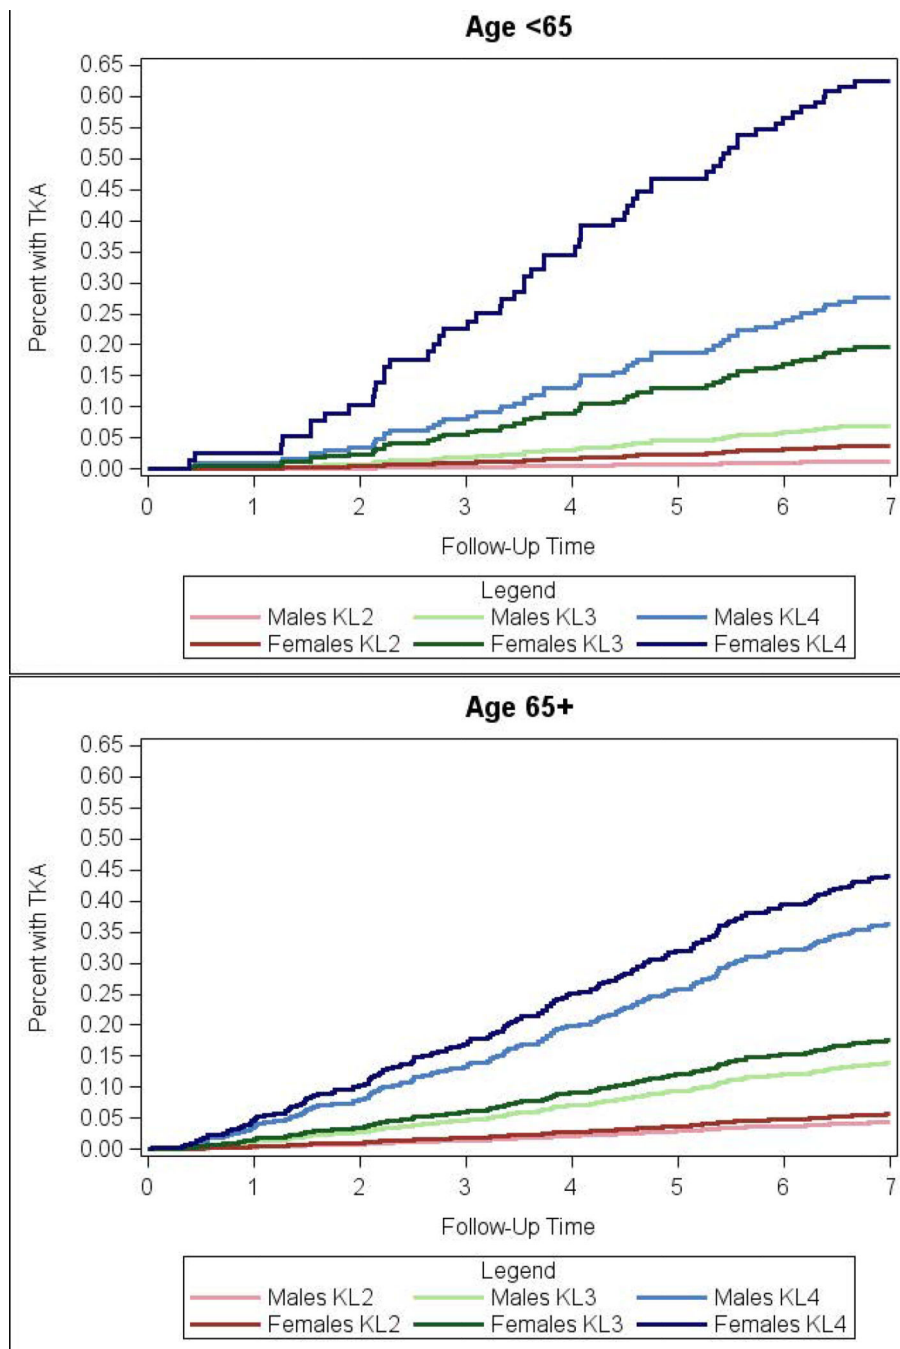 Age <65
Percent with TKA
0.65
0.60
0.55
0.50
0.45
0.40
0.35
0.30
0.25
0.20
0.15
0.10
0.05
0.00
0 1 2 3 4 5 6 7
Follow-Up Time
Legend
Males KL2 Males KL3 Males KL4
Females KL2 Females KL3 Females KL4
Age 65+
Percent with TKA
0.65
0.60
0.55
0.50
0.45
0.40
0.35
0.30
0.25
0.20
0.15
0.10
0.05
0.00
0 1 2 3 4 5 6 7
Follow-Up Time
Legend
Males KL2 Males KL3 Males KL4
Females KL2 Females KL3 Females KL4